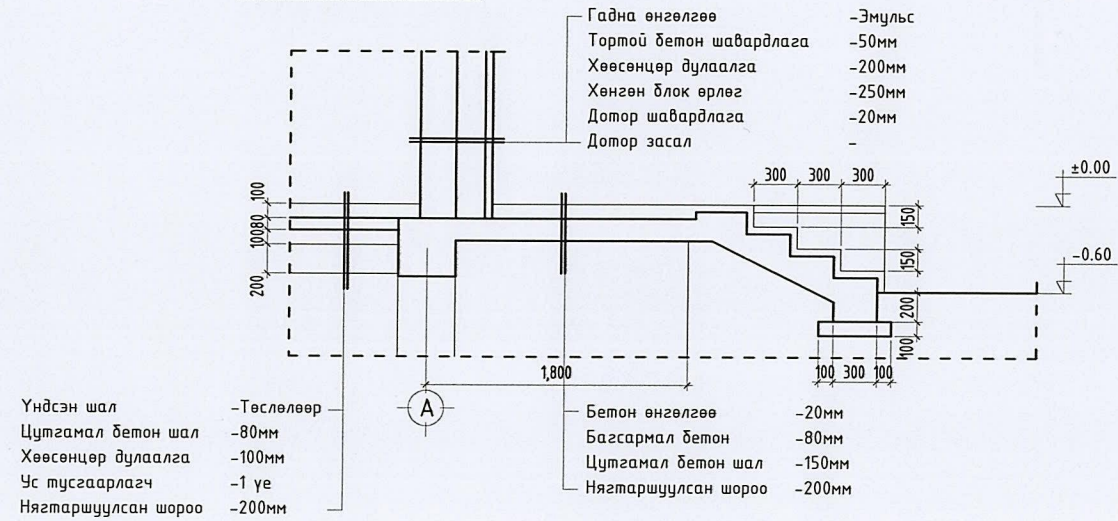 Гадна өнгөлгөө -Эмульс
Тортой бетон шавардлага -50мм
Хөөсөнцөр дулаалга -200мм
Хөнгөн блок өрлөг -250мм
Дотор шавардлага -20мм
Дотор засал -
300 300 300
±0.00
100
80
100
200
150
150
-0.60
200
100
100 300 100
1,800
A
Үндсэн шал -Төслөлөөр
Цутгамал бетон шал -80мм
Хөөсөнцөр дулаалга -100мм
Ус тусгаарлагч -1 үе
Нягтаршуулсан шороо -200мм
Бетон өнгөлгөө -20мм
Багсармал бетон -80мм
Цутгамал бетон шал -150мм
Нягтаршуулсан шороо -200мм